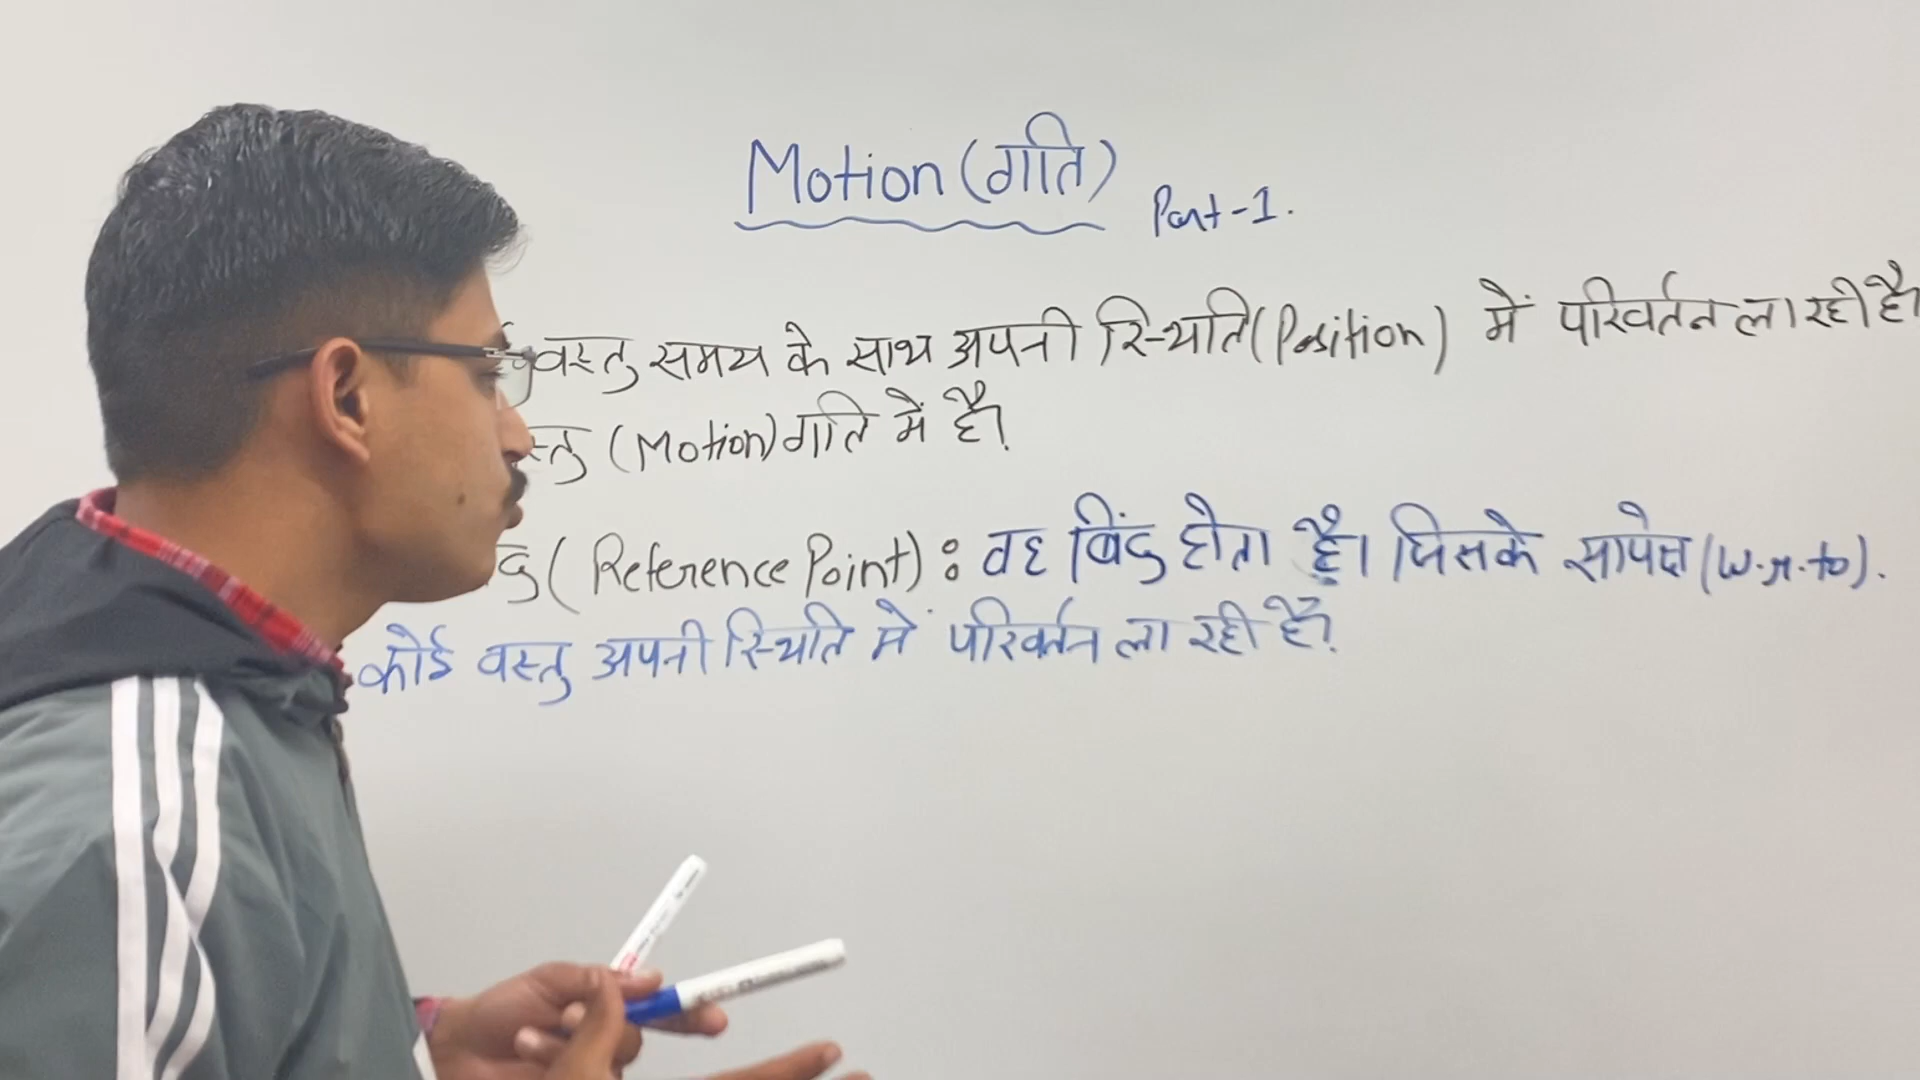 Motion (गति)
Part-1.
वस्तु समय के साथ अपनी स्थिति (Position) में परिवर्तन ला रही है
(Motion) गति में है।
(Reference Point) : वह बिंदु होता है। जिसके सापेक्ष (w.r.to).
कोई वस्तु अपनी स्थिति में परिवर्तन ला रही है।